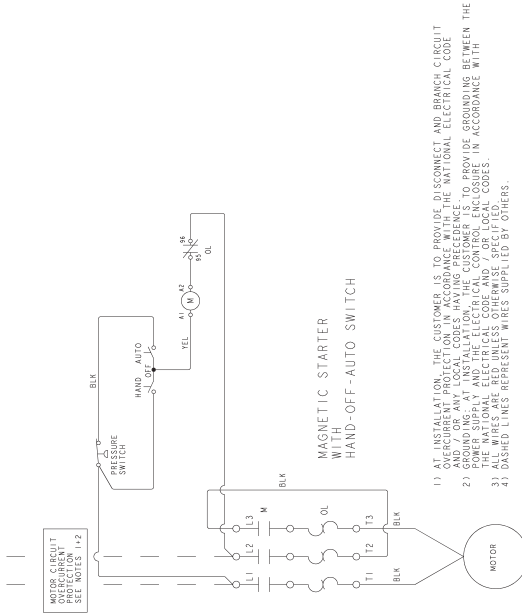 MOTOR CIRCUIT
OVERCURRENT
PROTECTION
SEE NOTES 1+2
BLK
PRESSURE
SWITCH
HAND
OFF
AUTO
YEL
A1
M
A2
95
96
OL
MAGNETIC STARTER
WITH
HAND-OFF-AUTO SWITCH
L1
L2
L3
M
BLK
OL
T1
T2
T3
BLK
BLK
MOTOR
1) AT INSTALLATION, THE CUSTOMER IS TO PROVIDE DISCONNECT AND BRANCH CIRCUIT
OVERCURRENT PROTECTION IN ACCORDANCE WITH THE NATIONAL ELECTRICAL CODE
AND / OR ANY LOCAL CODES HAVING PRECEDENCE.
2) GROUNDING: AT INSTALLATION, THE CUSTOMER IS TO PROVIDE GROUNDING BETWEEN THE
POWER SUPPLY AND THE ELECTRICAL CONTROL ENCLOSURE IN ACCORDANCE WITH
THE NATIONAL ELECTRICAL CODE AND / OR LOCAL CODES.
3) ALL WIRES ARE RED UNLESS OTHERWISE SPECIFIED.
4) DASHED LINES REPRESENT WIRES SUPPLIED BY OTHERS.